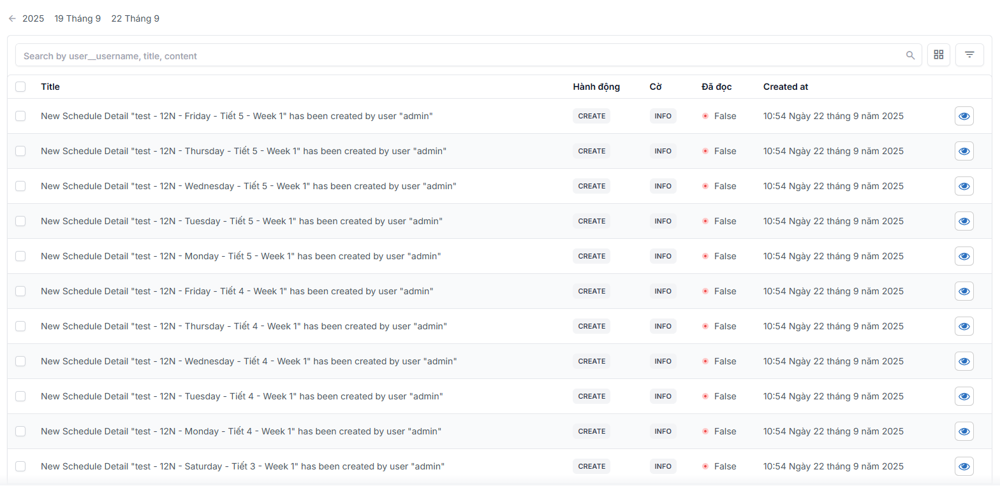 2025 19 Tháng 9 22 Tháng 9
Search by user__username, title, content
Title Hành động Cờ Đã đọc Created at
New Schedule Detail "test - 12N - Friday - Tiết 5 - Week 1" has been created by user "admin" CREATE INFO False 10:54 Ngày 22 tháng 9 năm 2025
New Schedule Detail "test - 12N - Thursday - Tiết 5 - Week 1" has been created by user "admin" CREATE INFO False 10:54 Ngày 22 tháng 9 năm 2025
New Schedule Detail "test - 12N - Wednesday - Tiết 5 - Week 1" has been created by user "admin" CREATE INFO False 10:54 Ngày 22 tháng 9 năm 2025
New Schedule Detail "test - 12N - Tuesday - Tiết 5 - Week 1" has been created by user "admin" CREATE INFO False 10:54 Ngày 22 tháng 9 năm 2025
New Schedule Detail "test - 12N - Monday - Tiết 5 - Week 1" has been created by user "admin" CREATE INFO False 10:54 Ngày 22 tháng 9 năm 2025
New Schedule Detail "test - 12N - Friday - Tiết 4 - Week 1" has been created by user "admin" CREATE INFO False 10:54 Ngày 22 tháng 9 năm 2025
New Schedule Detail "test - 12N - Thursday - Tiết 4 - Week 1" has been created by user "admin" CREATE INFO False 10:54 Ngày 22 tháng 9 năm 2025
New Schedule Detail "test - 12N - Wednesday - Tiết 4 - Week 1" has been created by user "admin" CREATE INFO False 10:54 Ngày 22 tháng 9 năm 2025
New Schedule Detail "test - 12N - Tuesday - Tiết 4 - Week 1" has been created by user "admin" CREATE INFO False 10:54 Ngày 22 tháng 9 năm 2025
New Schedule Detail "test - 12N - Monday - Tiết 4 - Week 1" has been created by user "admin" CREATE INFO False 10:54 Ngày 22 tháng 9 năm 2025
New Schedule Detail "test - 12N - Saturday - Tiết 3 - Week 1" has been created by user "admin" CREATE INFO False 10:54 Ngày 22 tháng 9 năm 2025